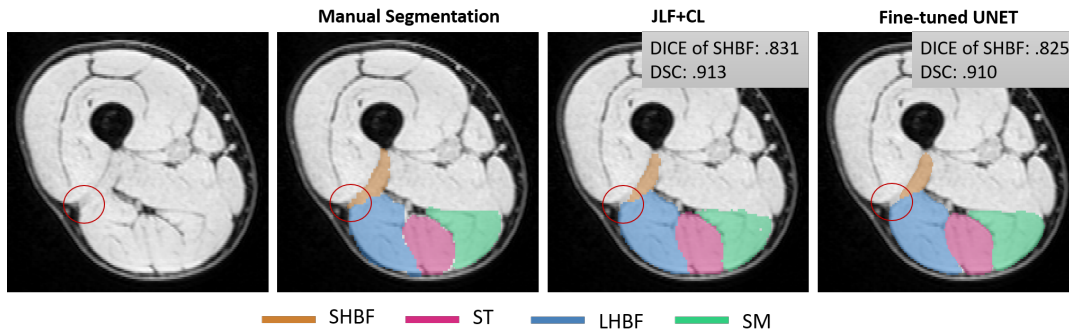 Manual Segmentation
JLF+CL
Fine-tuned UNET
DICE of SHBF: .831
DSC: .913
DICE of SHBF: .825
DSC: .910
SHBF
ST
LHBF
SM